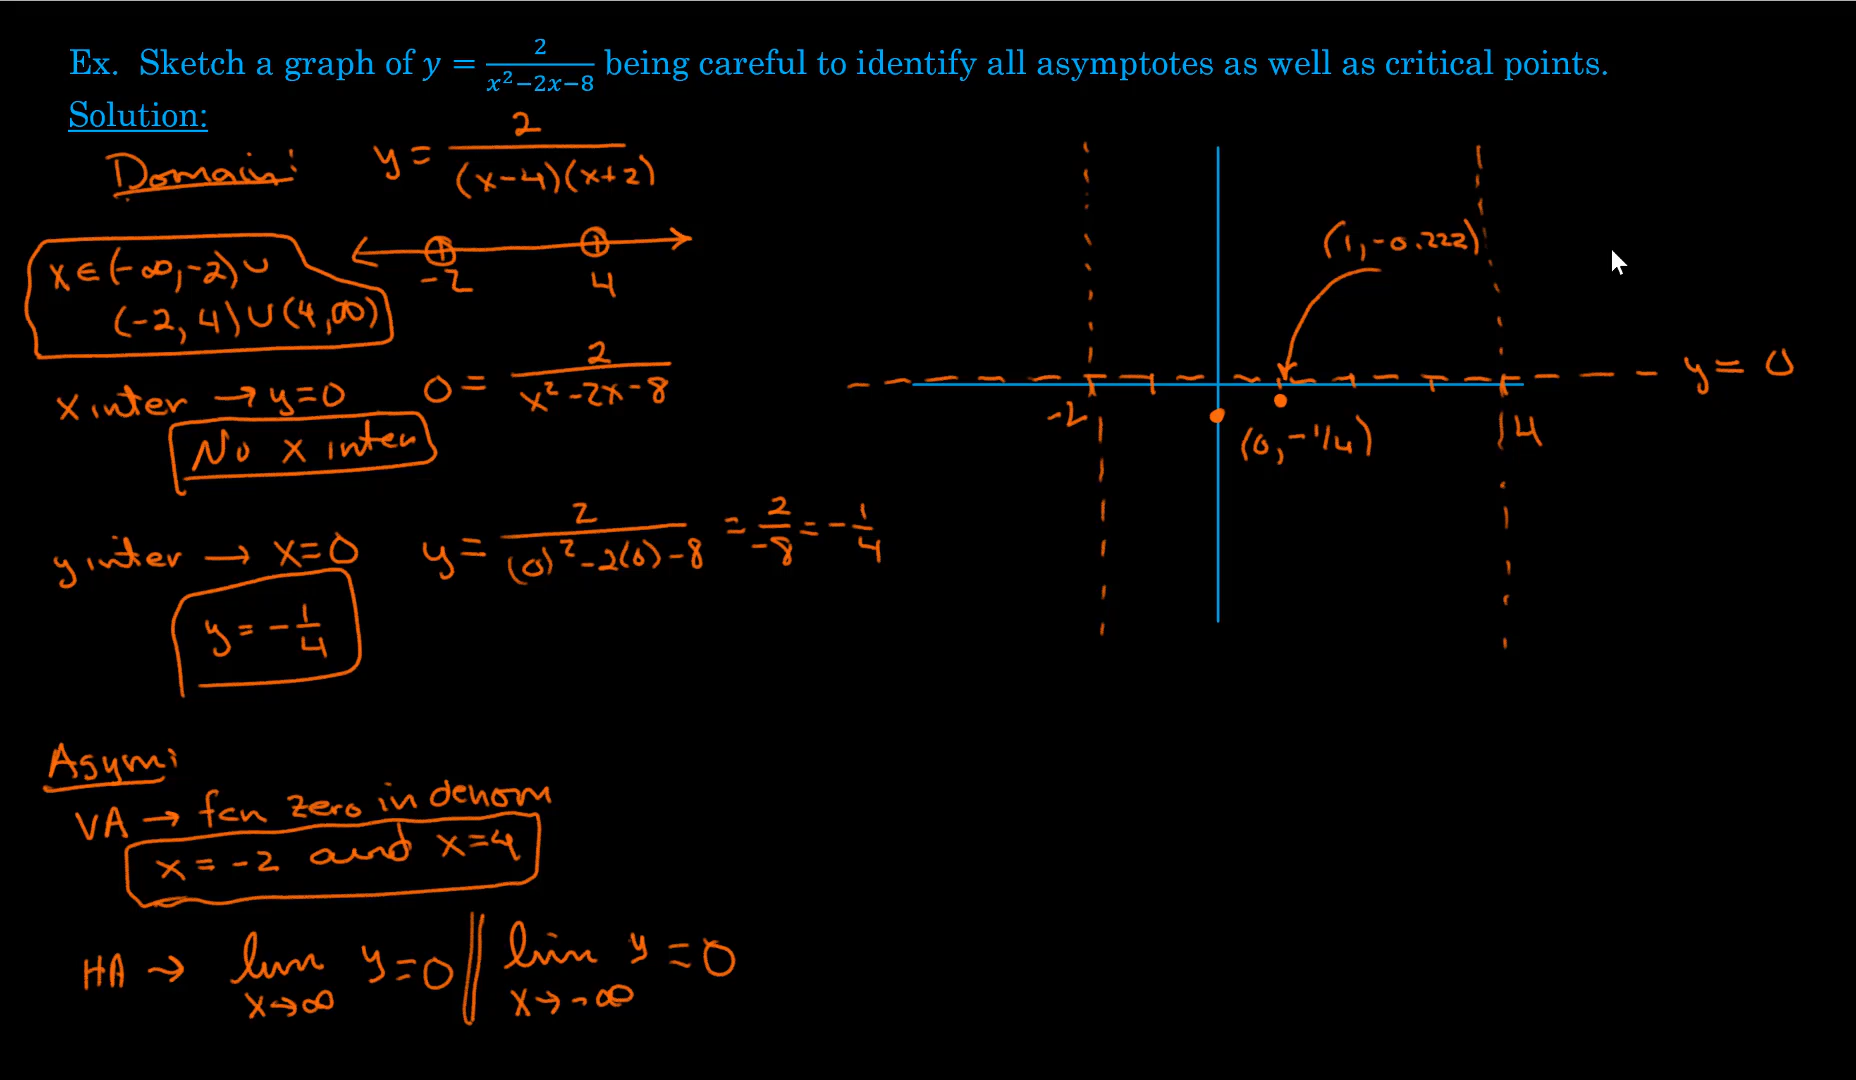 Ex. Sketch a graph of y = 2/(x²−2x−8) being careful to identify all asymptotes as well as critical points.
Solution:
Domain: y = 2/((x−4)(x+2))
x ∈ (-∞, -2) ∪
(-2, 4) ∪ (4, ∞)
-2 4
x inter → y=0 0 = 2/(x²-2x-8)
No x inter
y inter → x=0 y = 2/((0)²-2(0)-8) = 2/-8 = -1/4
y = -1/4
Asym:
VA → fcn zero in denom
x = -2 and x=4
HA → lim x→∞ y=0 || lim x→-∞ y=0
(1, -0.222)
y = 0
-2
(0, -1/4)
4